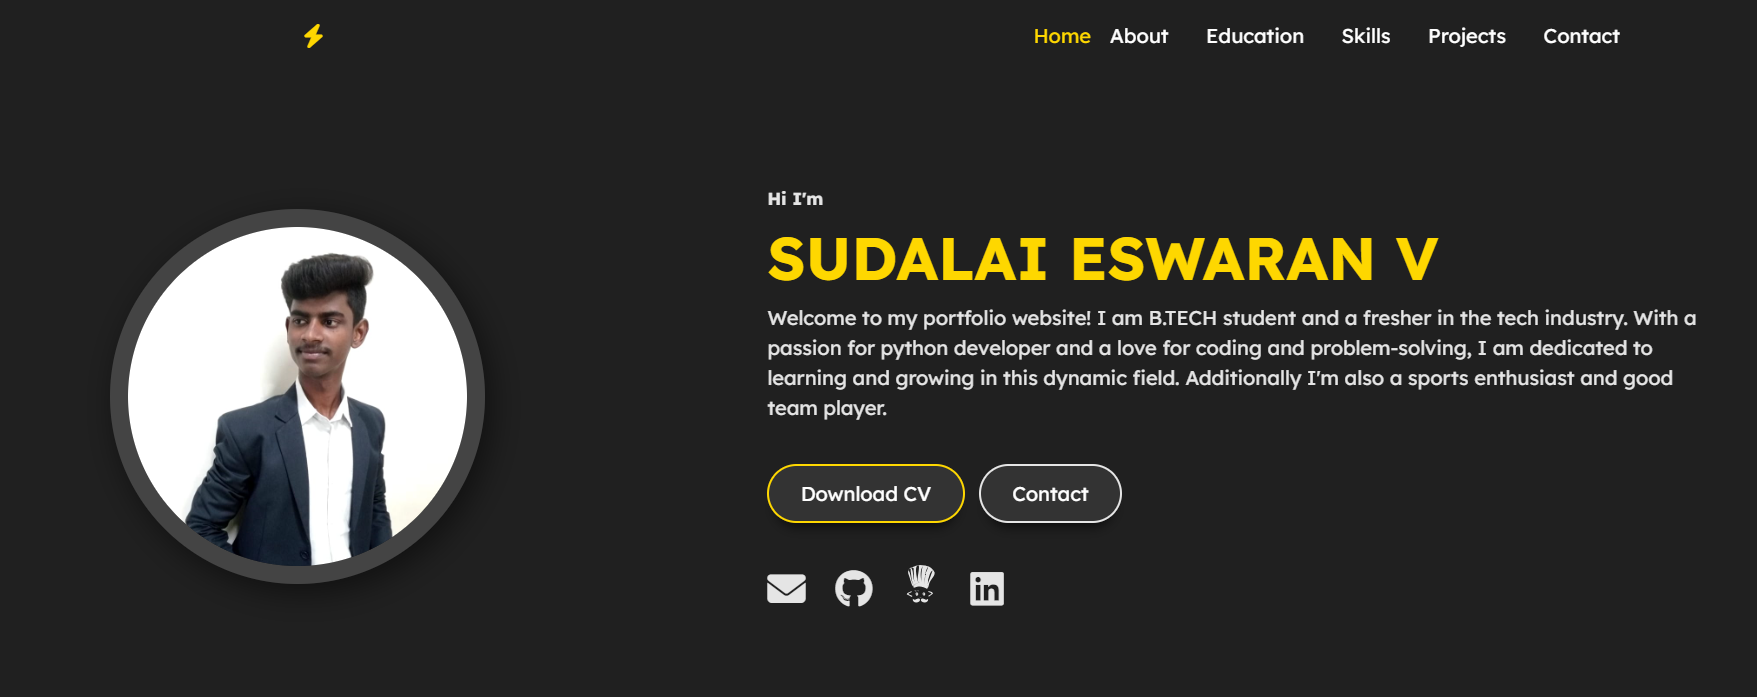 Home About Education Skills Projects Contact
Hi I'm
SUDALAI ESWARAN V
Welcome to my portfolio website! I am B.TECH student and a fresher in the tech industry. With a
passion for python developer and a love for coding and problem-solving, I am dedicated to
learning and growing in this dynamic field. Additionally I'm also a sports enthusiast and good
team player.
Download CV Contact
in